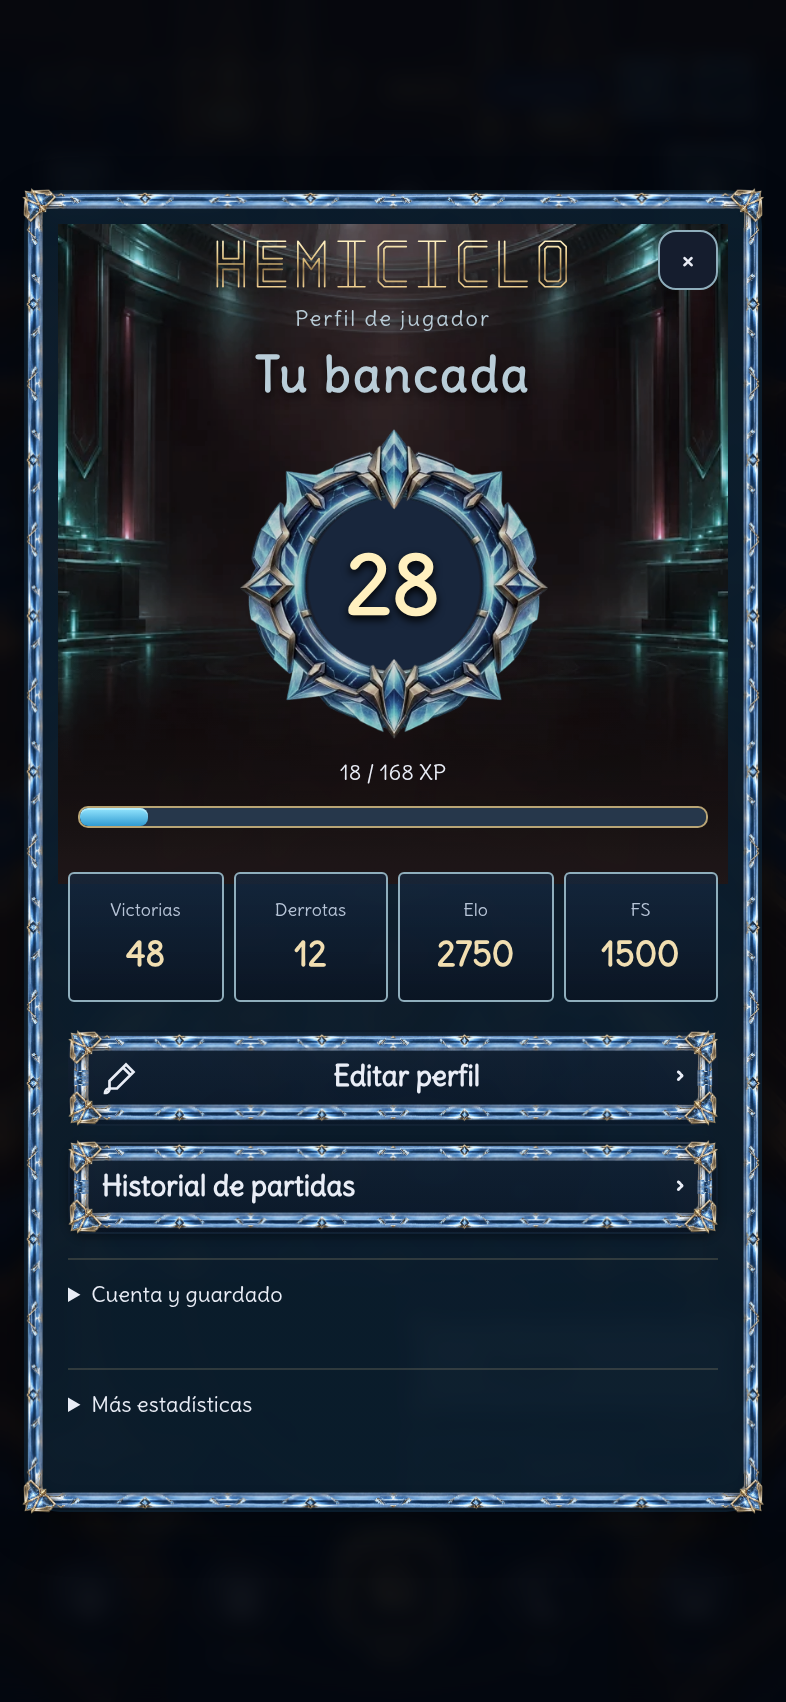 HEMICICLO
×
Perfil de jugador
Tu bancada
28
18 / 168 XP
Victorias
48
Derrotas
12
Elo
2750
FS
1500
Editar perfil ›
Historial de partidas ›
▶ Cuenta y guardado
▶ Más estadísticas